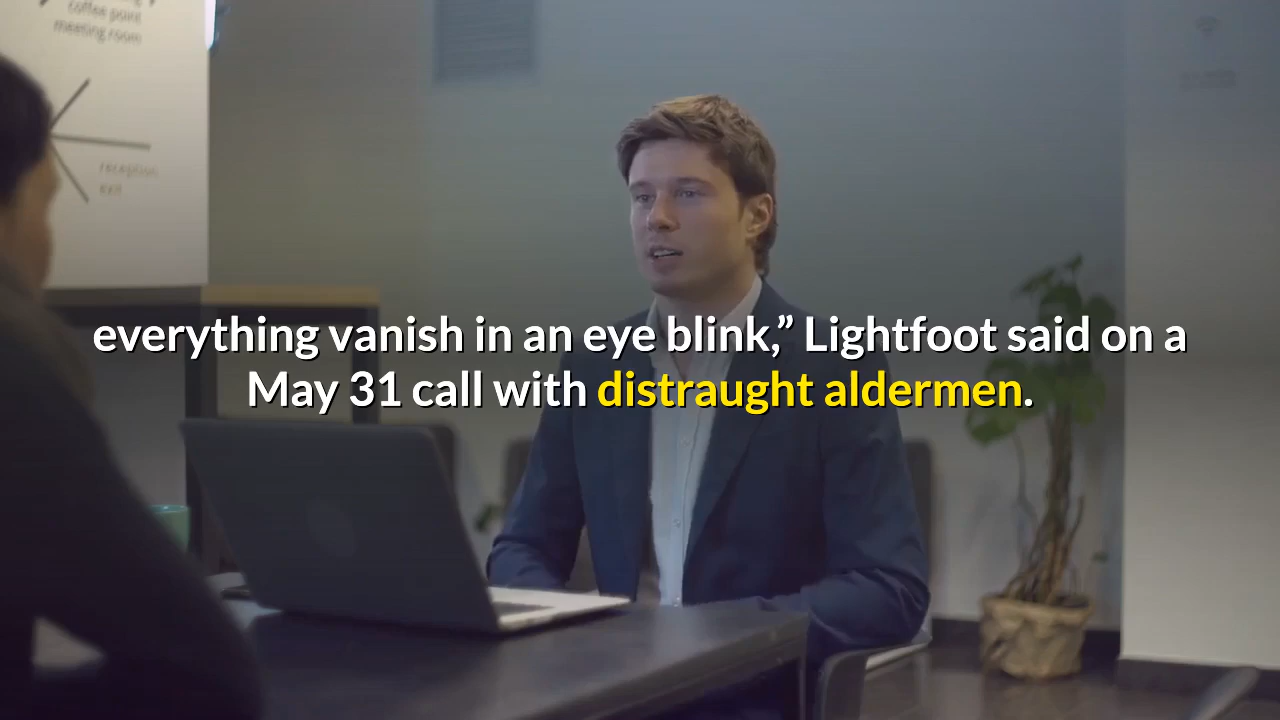 coffee point
meeting room
reception
exit
everything vanish in an eye blink,” Lightfoot said on a
May 31 call with distraught aldermen.